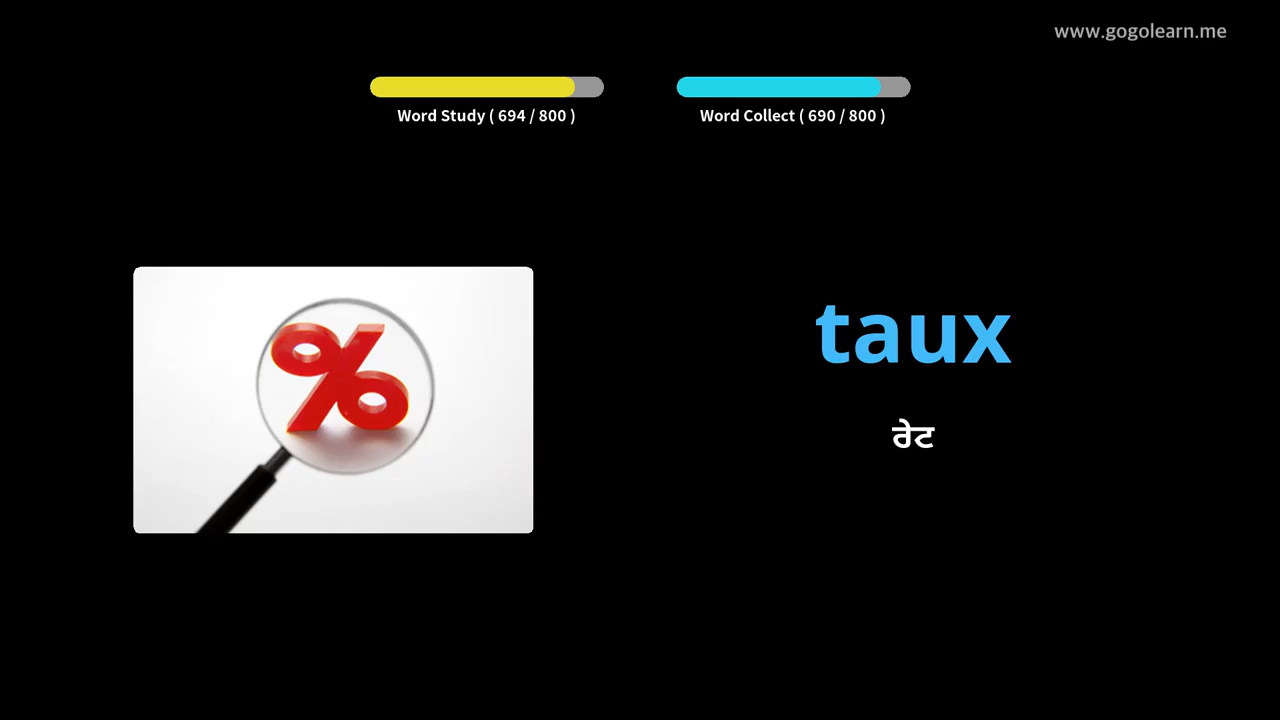 www.gogolearn.me
Word Study ( 694 / 800 )
Word Collect ( 690 / 800 )
%
taux
ਰੇਟ